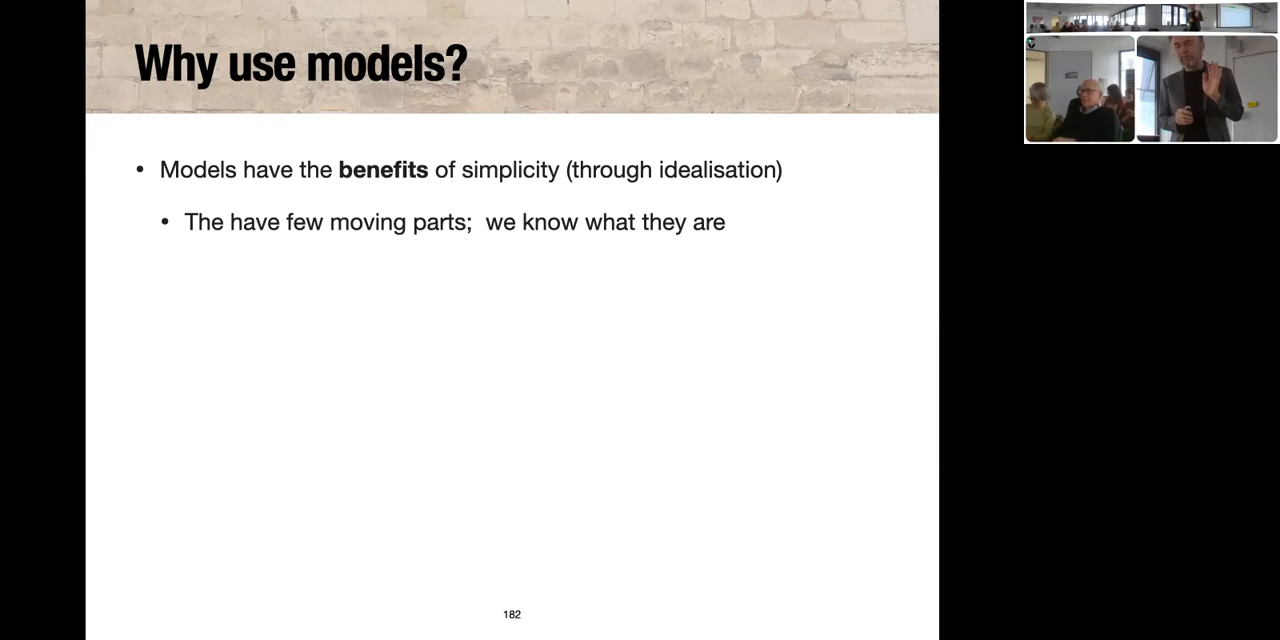 Why use models?
• Models have the benefits of simplicity (through idealisation)
• The have few moving parts;  we know what they are
182